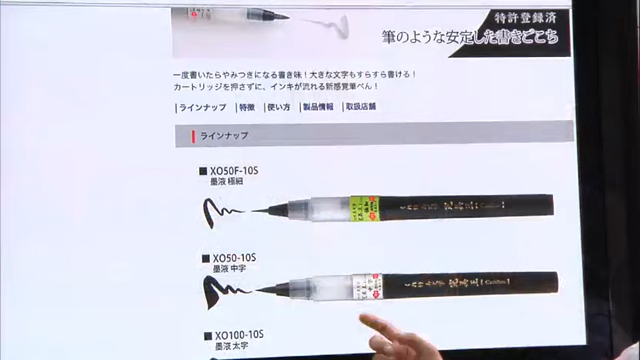 特許登録済
筆のような安定した書きごこち
一度書いたらやみつきになる書き味！大きな文字もすらすら書ける！
カートリッジを押さずに、インキが流れる新感覚筆ぺん！
|ラインナップ |特徴 |使い方 |製品情報 |取扱店舗
ラインナップ
■ XO50F-10S
墨液 極細
■ XO50-10S
墨液 中字
■ XO100-10S
墨液 太字